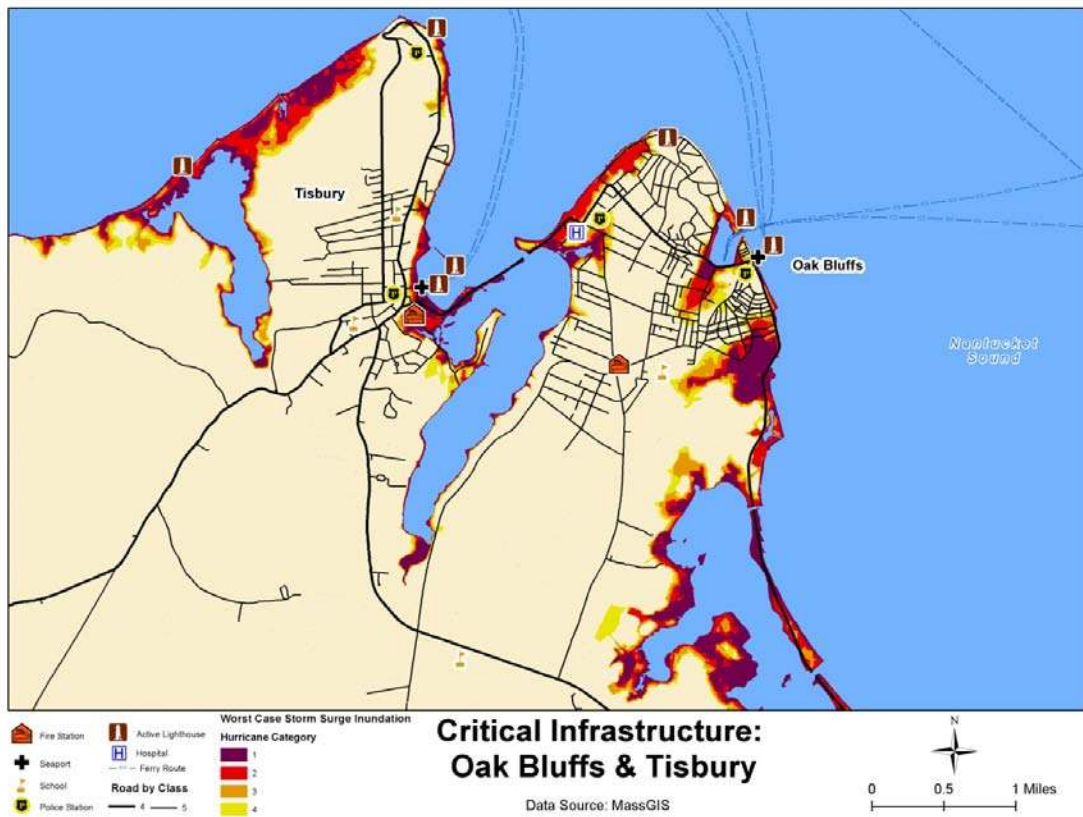 Tisbury
Oak Bluffs
Nantucket
Sound
H
Fire Station
Seaport
School
Police Station
Active Lighthouse
H Hospital
Ferry Route
Road by Class
4 5
Worst Case Storm Surge Inundation
Hurricane Category
1
2
3
4
Critical Infrastructure:
Oak Bluffs & Tisbury
Data Source: MassGIS
N
0 0.5 1 Miles